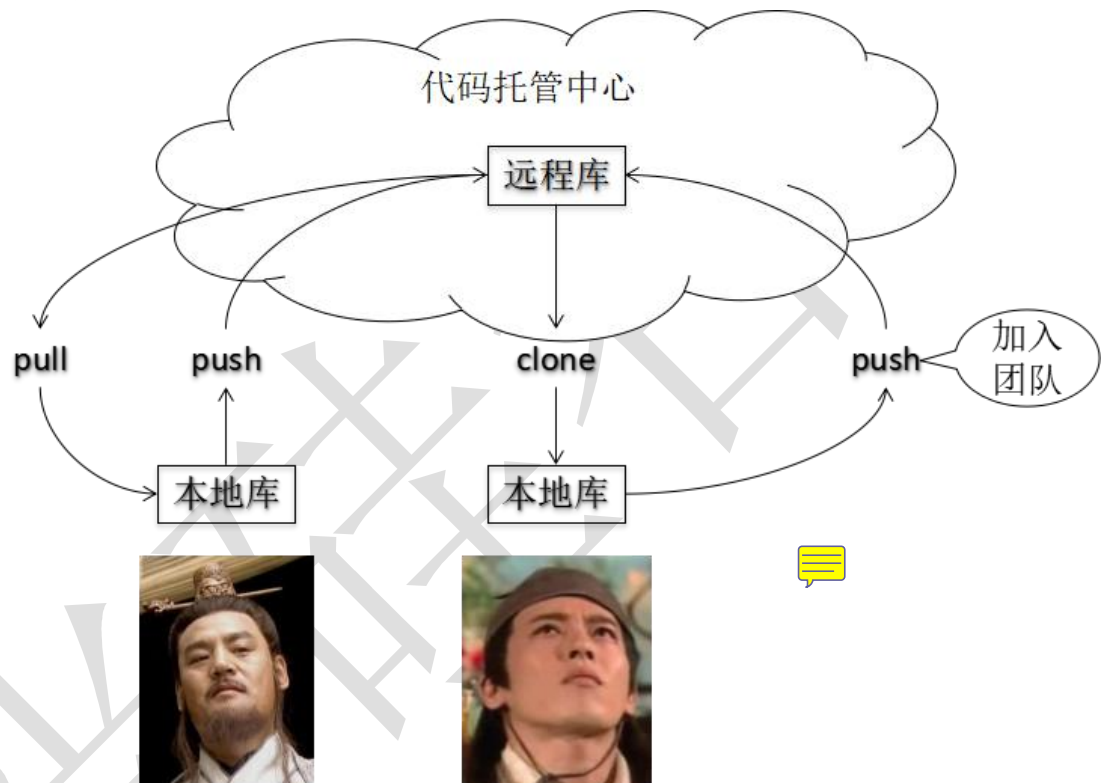 代码托管中心
远程库
pull
push
clone
push
加入
团队
本地库
本地库